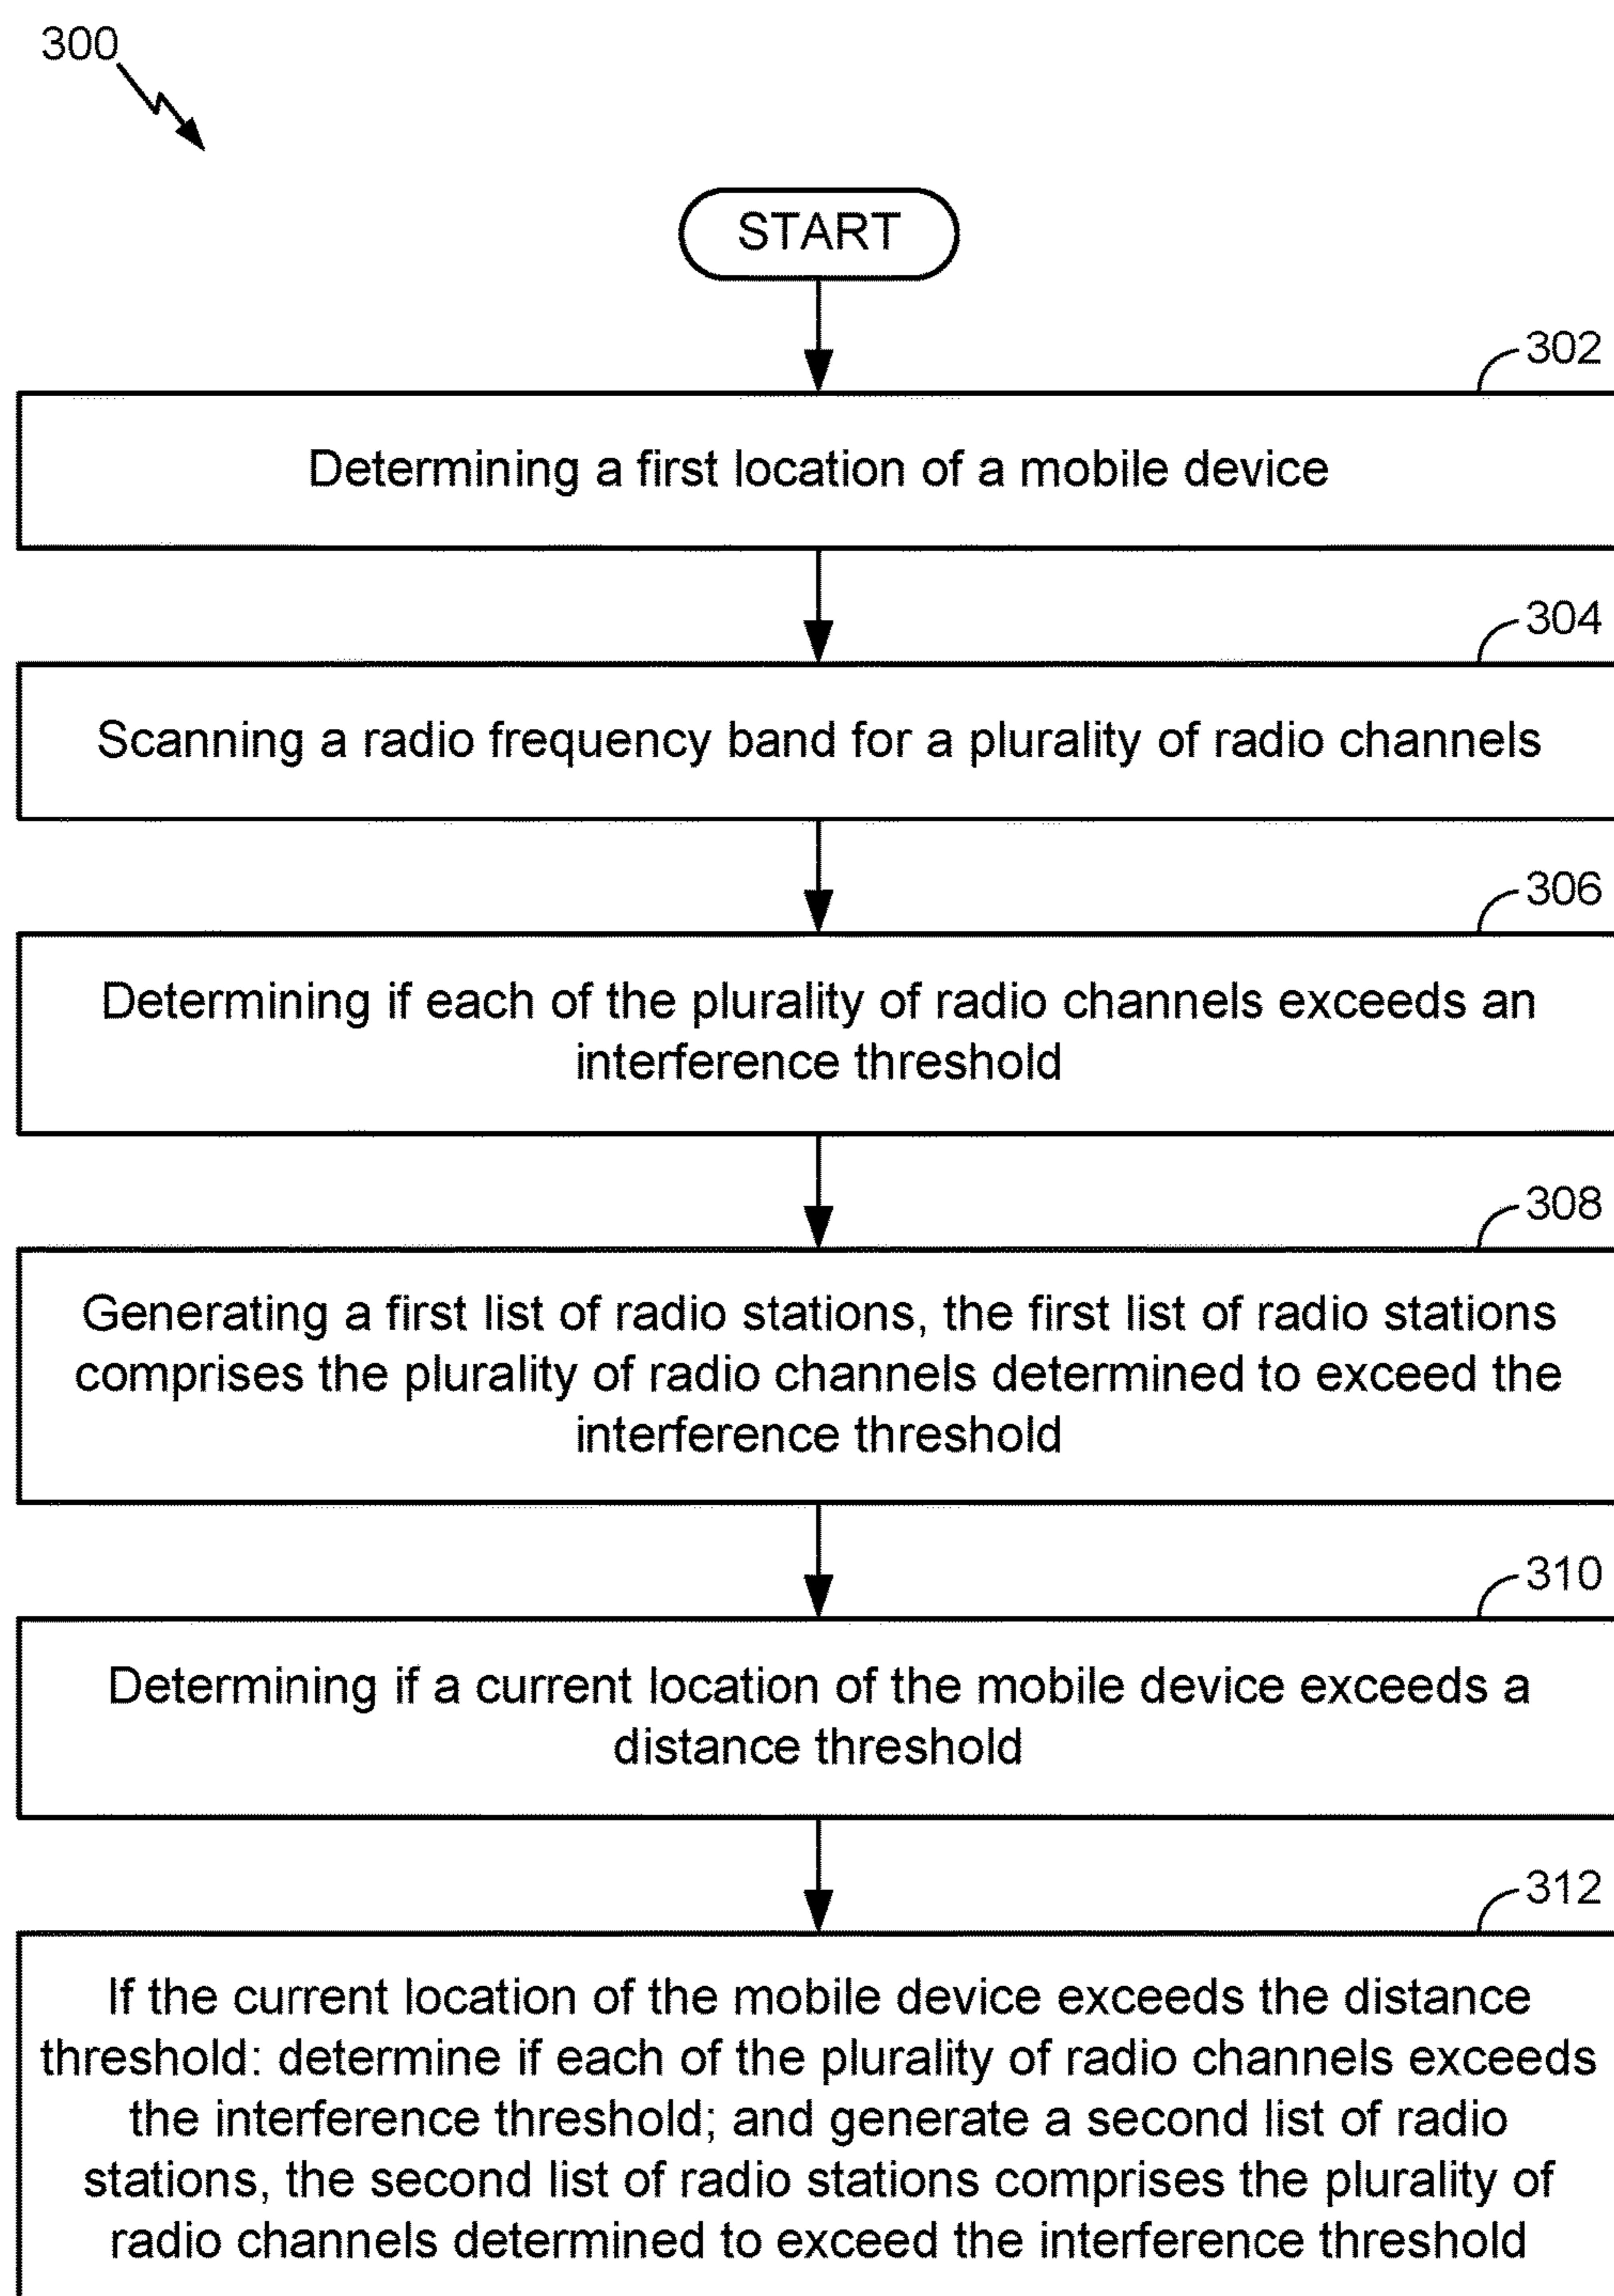 300
START
302
Determining a first location of a mobile device
304
Scanning a radio frequency band for a plurality of radio channels
306
Determining if each of the plurality of radio channels exceeds an
interference threshold
308
Generating a first list of radio stations, the first list of radio stations
comprises the plurality of radio channels determined to exceed the
interference threshold
310
Determining if a current location of the mobile device exceeds a
distance threshold
312
If the current location of the mobile device exceeds the distance
threshold: determine if each of the plurality of radio channels exceeds
the interference threshold; and generate a second list of radio
stations, the second list of radio stations comprises the plurality of
radio channels determined to exceed the interference threshold